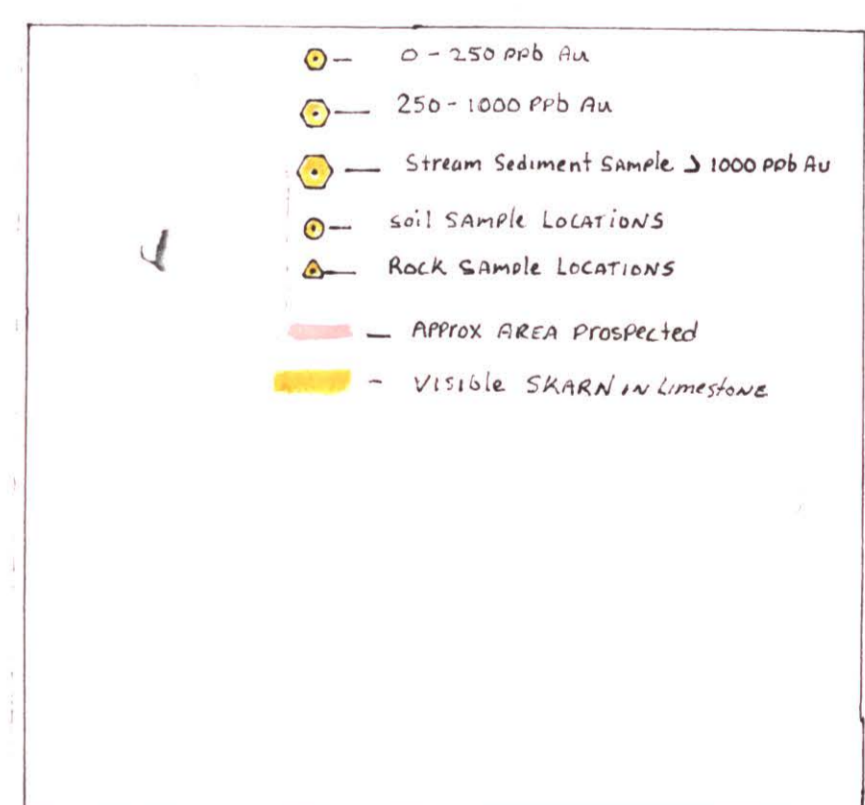 0 - 250 ppb Au
250 - 1000 ppb Au
Stream Sediment Sample > 1000 ppb Au
Soil SAMPle LOCATIONS
ROCK SAMPle LOCATIONS
APPROX AREA Prospected
VISIBle SKARN IN LimestoNE